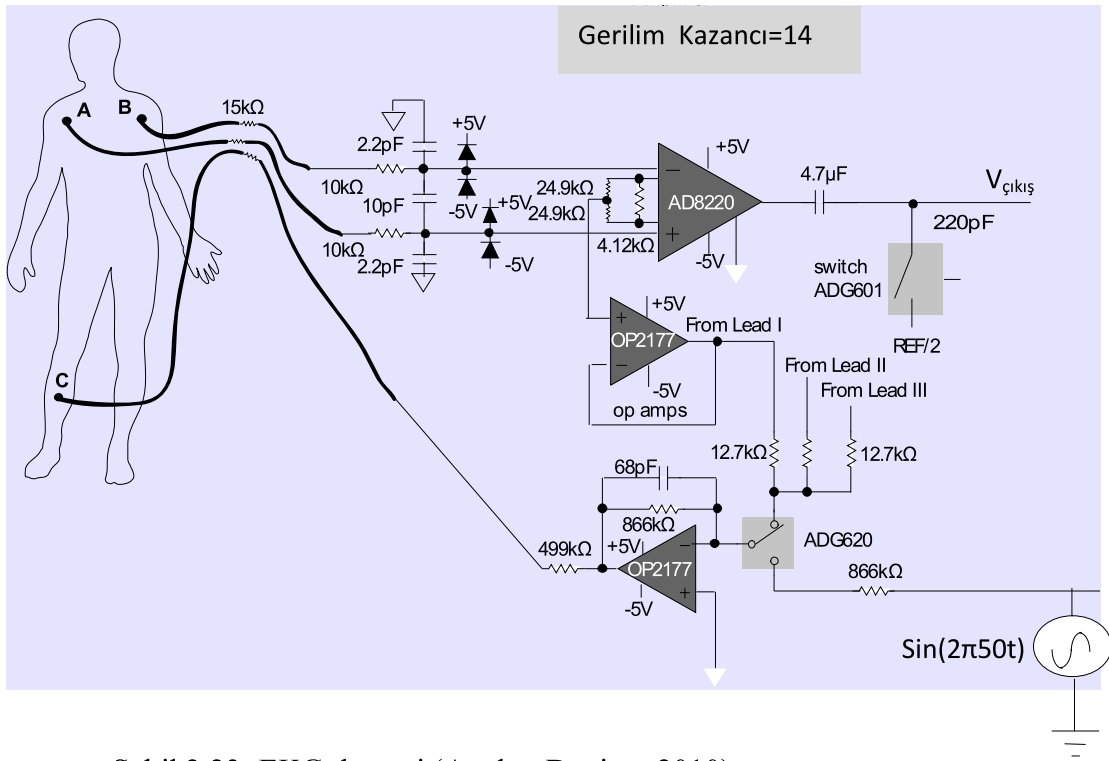 Gerilim Kazancı=14
A
B
15kΩ
+5V
2.2pF
+5V
10kΩ
24.9kΩ
AD8220
4.7µF
Vçıkış
10pF
-5V
+5V
24.9kΩ
220pF
10kΩ
4.12kΩ
2.2pF
-5V
-5V
switch
ADG601
+5V
From Lead I
OP2177
REF/2
From Lead II
-5V
From Lead III
C
op amps
12.7kΩ
12.7kΩ
68pF
866kΩ
ADG620
499kΩ
+5V
OP2177
866kΩ
-5V
Sin(2π50t)